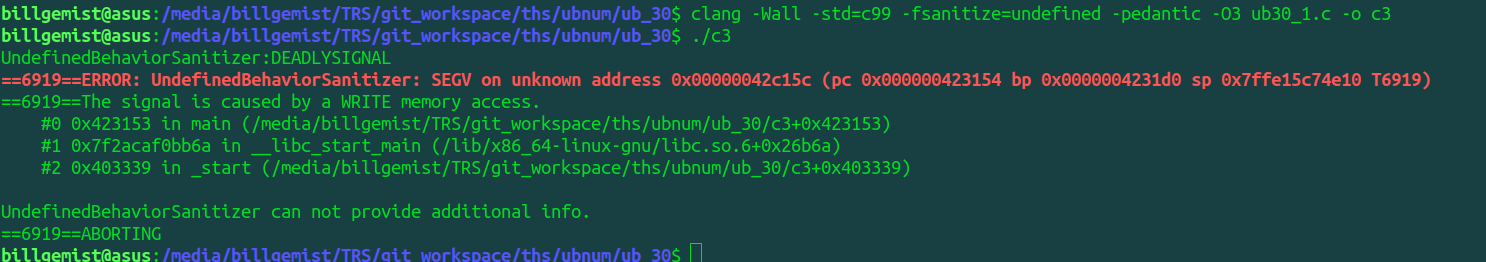 billgemist@asus:/media/billgemist/TRS/git_workspace/ths/ubnum/ub_30$ clang -Wall -std=c99 -fsanitize=undefined -pedantic -O3 ub30_1.c -o c3
billgemist@asus:/media/billgemist/TRS/git_workspace/ths/ubnum/ub_30$ ./c3
UndefinedBehaviorSanitizer:DEADLYSIGNAL
==6919==ERROR: UndefinedBehaviorSanitizer: SEGV on unknown address 0x00000042c15c (pc 0x000000423154 bp 0x0000004231d0 sp 0x7ffe15c74e10 T6919)
==6919==The signal is caused by a WRITE memory access.
    #0 0x423153 in main (/media/billgemist/TRS/git_workspace/ths/ubnum/ub_30/c3+0x423153)
    #1 0x7f2acaf0bb6a in __libc_start_main (/lib/x86_64-linux-gnu/libc.so.6+0x26b6a)
    #2 0x403339 in _start (/media/billgemist/TRS/git_workspace/ths/ubnum/ub_30/c3+0x403339)

UndefinedBehaviorSanitizer can not provide additional info.
==6919==ABORTING
billgemist@asus:/media/billgemist/TRS/git_workspace/ths/ubnum/ub_30$